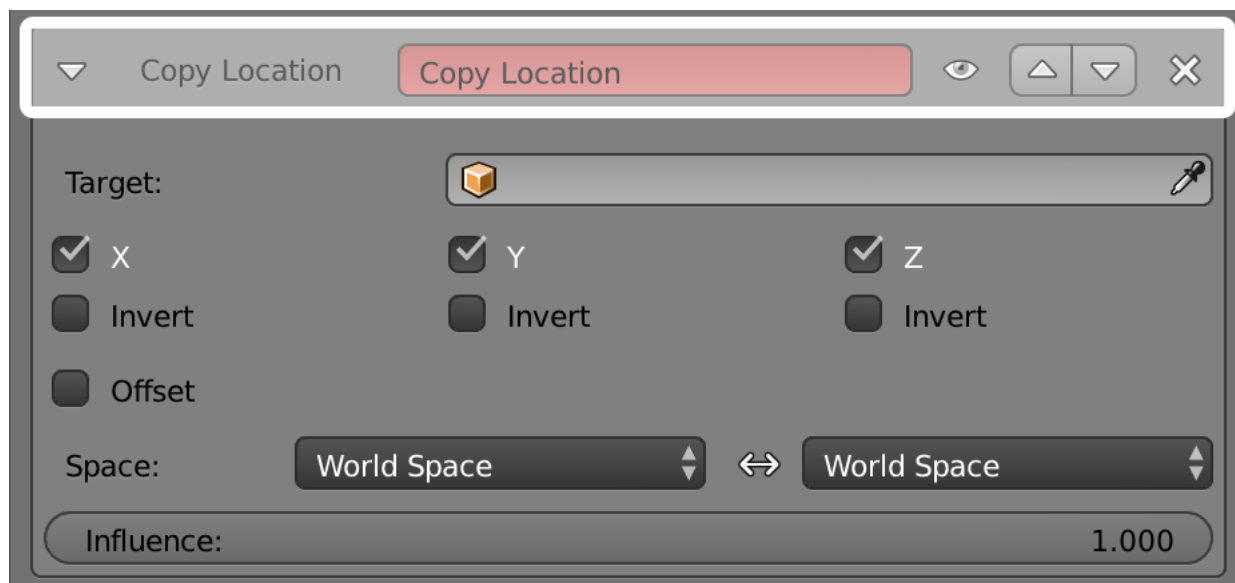 Copy Location Copy Location
Target:
X Y Z
Invert Invert Invert
Offset
Space: World Space World Space
Influence: 1.000